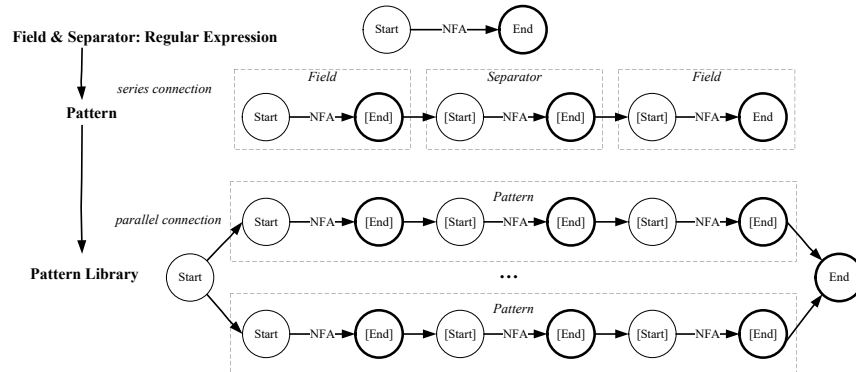 Start NFA End
Field & Separator: Regular Expression
Field Separator Field
series connection
Pattern
Start NFA [End] [Start] NFA [End] [Start] NFA End
Pattern
parallel connection
Start NFA [End] [Start] NFA [End] [Start] NFA [End]
Pattern Library
Start ... End
Pattern
Start NFA [End] [Start] NFA [End] [Start] NFA [End]